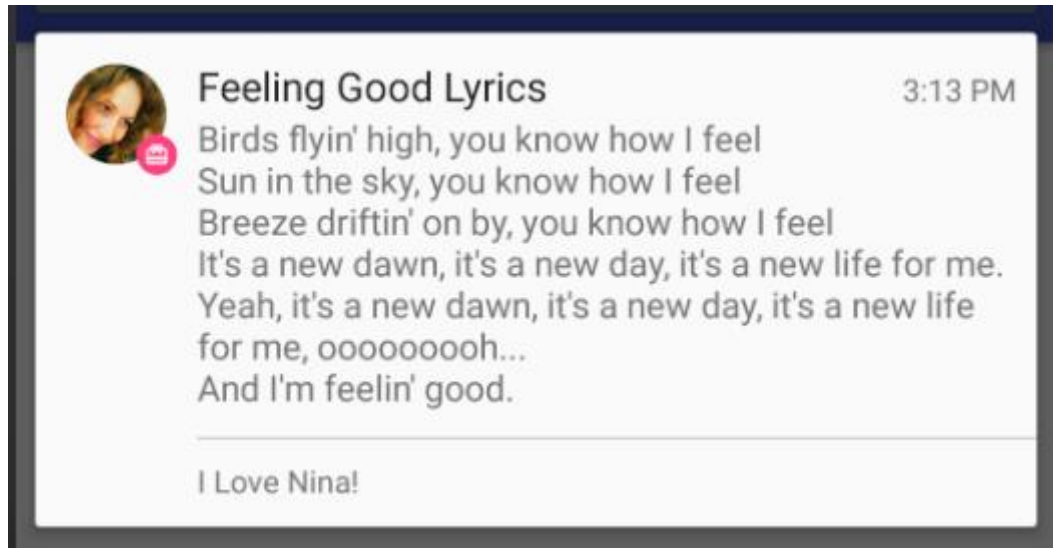 Feeling Good Lyrics 3:13 PM
Birds flyin' high, you know how I feel
Sun in the sky, you know how I feel
Breeze driftin' on by, you know how I feel
It's a new dawn, it's a new day, it's a new life for me.
Yeah, it's a new dawn, it's a new day, it's a new life
for me, ooooooooh...
And I'm feelin' good.
I Love Nina!